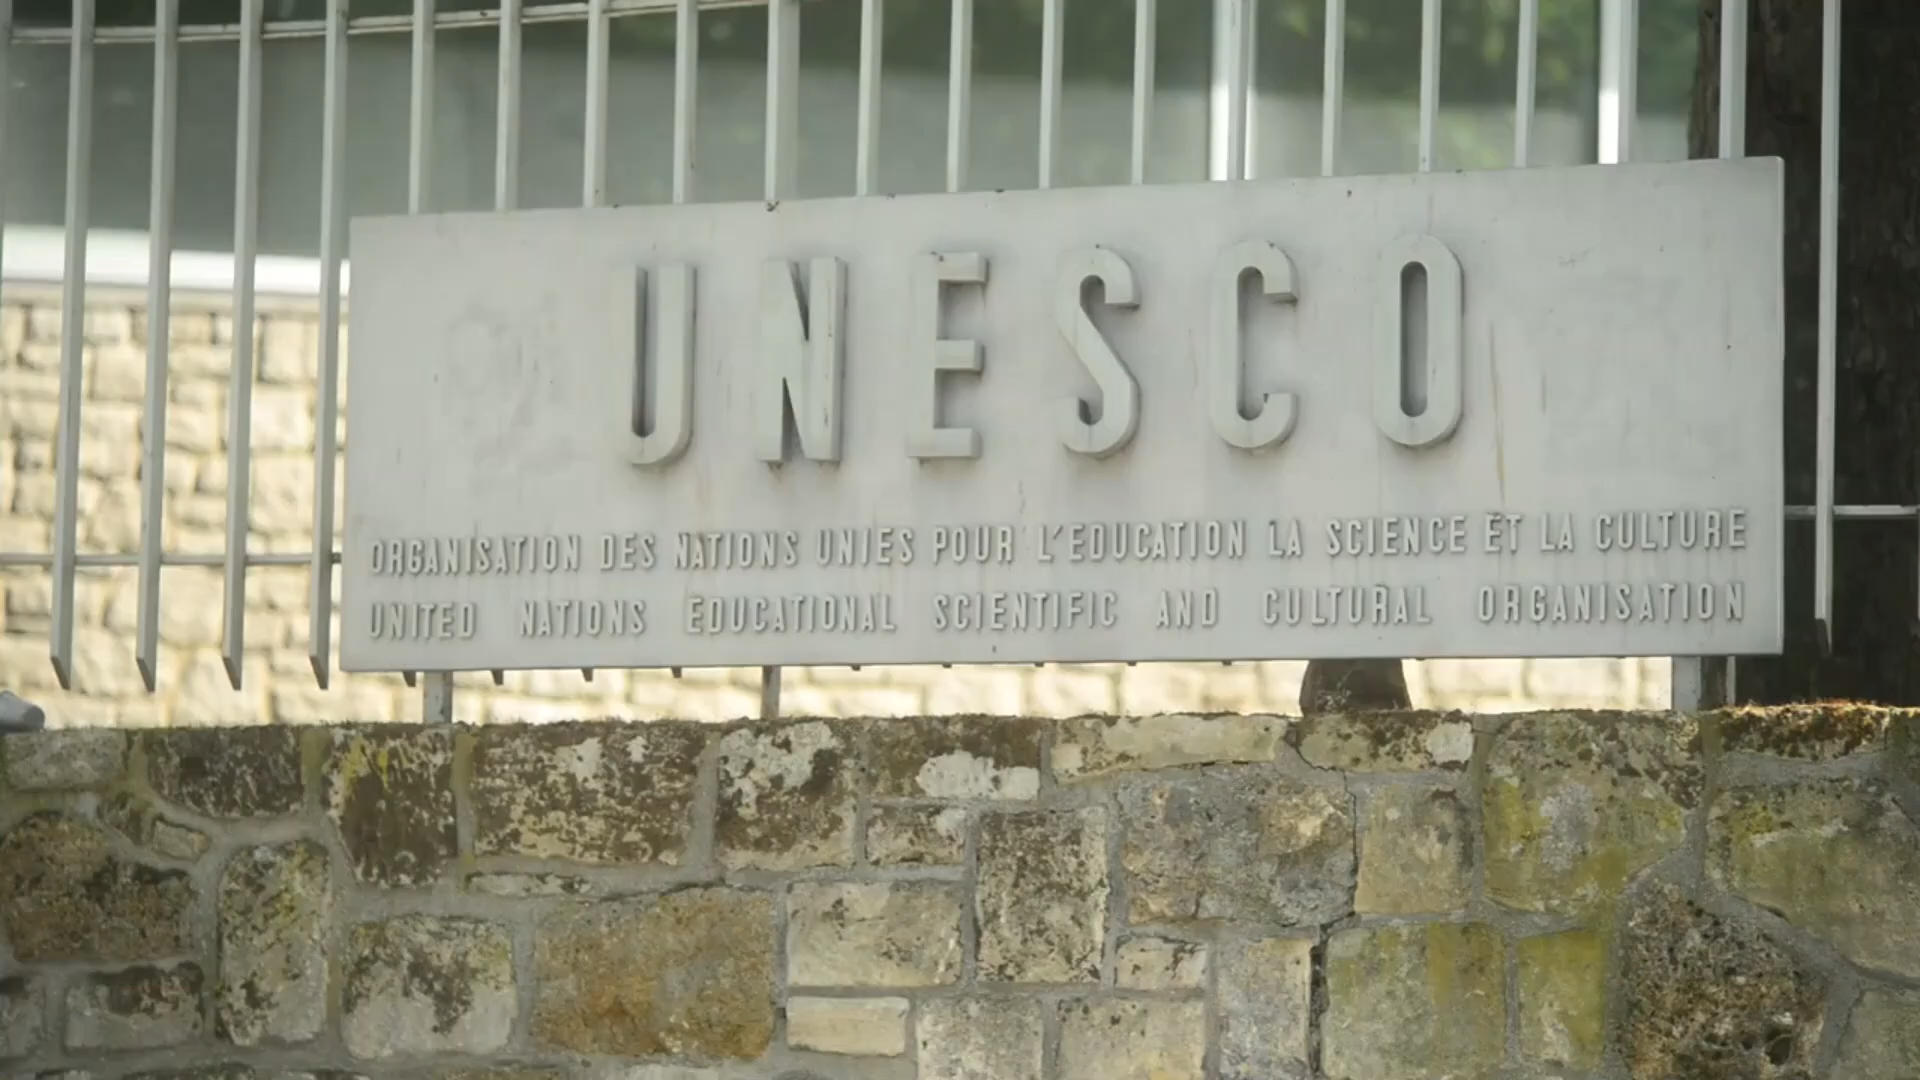 UNESCO
ORGANISATION DES NATIONS UNIES POUR L'EDUCATION LA SCIENCE ET LA CULTURE
UNITED NATIONS EDUCATIONAL SCIENTIFIC AND CULTURAL ORGANISATION